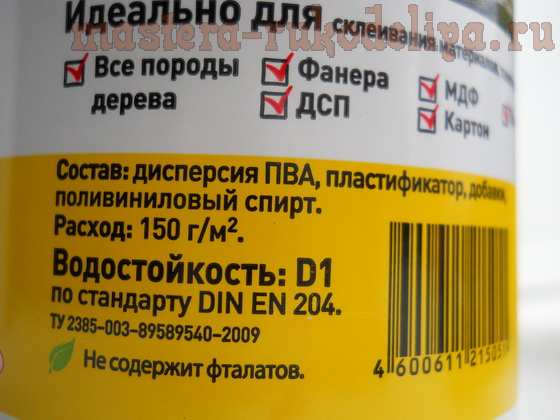 Идеально для склеивания материалов,
mastera-rukodeliya.ru
Все породы дерева
Фанера
ДСП
МДФ
Картон
Состав: дисперсия ПВА, пластификатор, добавки,
поливиниловый спирт.
Расход: 150 г/м².
Водостойкость: D1
по стандарту DIN EN 204.
ТУ 2385-003-89589540-2009
Не содержит фталатов.
4 600611 21505